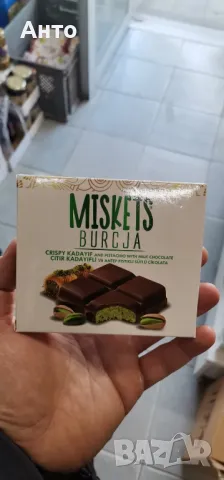 Анто
MISKETS
BURCJA
CRISPY KADAYIF AND PISTACHIO WITH MILK CHOCOLATE
ÇITIR KADAYIFLI VE ANTEP FISTIKLI SÜTLÜ ÇİKOLATA
BAZAR
bg